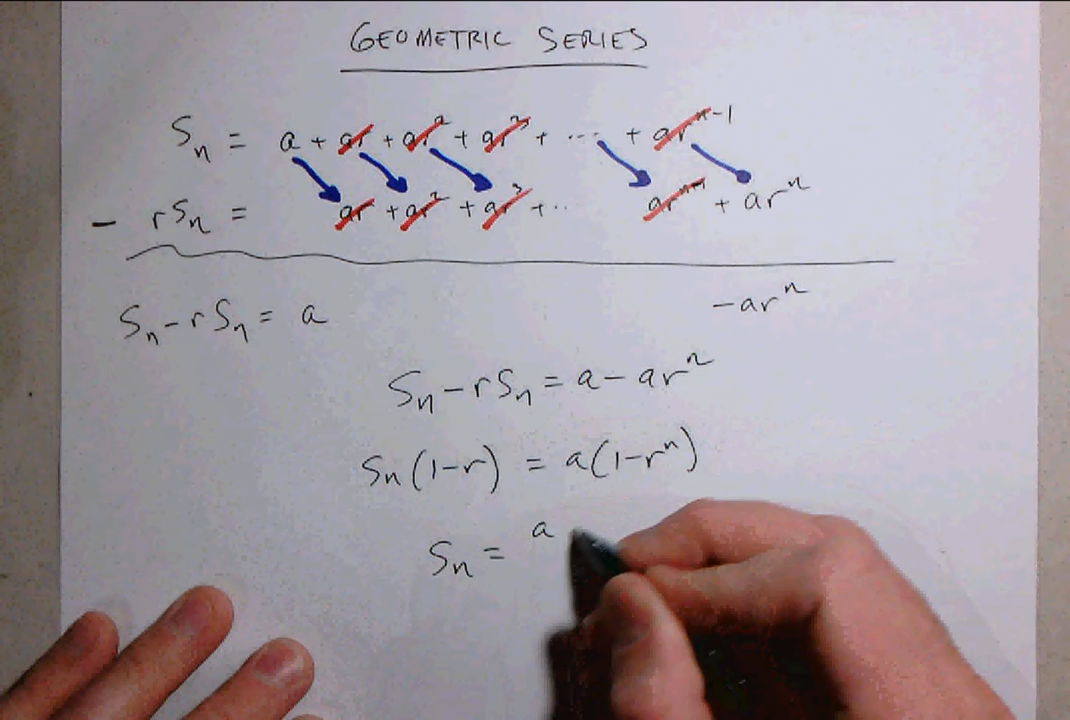 GEOMETRIC SERIES
Sₙ = a + ar + ar² + ar³ + ... + arⁿ⁻¹
− rSₙ = ar + ar² + ar³ + ... arⁿ⁻¹ + arⁿ
Sₙ − rSₙ = a − arⁿ
Sₙ − rSₙ = a − arⁿ
Sₙ(1−r) = a(1−rⁿ)
Sₙ = a